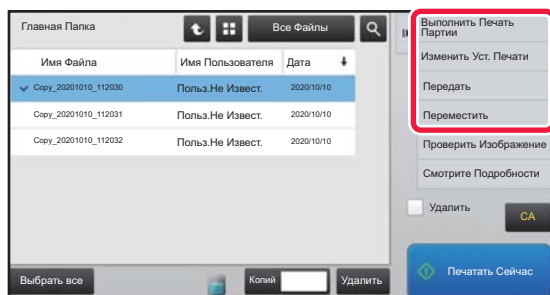 Главная Папка
Все Файлы
Имя Файла Имя Пользователя Дата
Copy_20201010_112030 Польз.Не Извест. 2020/10/10
Copy_20201010_112031 Польз.Не Извест. 2020/10/10
Copy_20201010_112032 Польз.Не Извест. 2020/10/10
Выбрать все
Копий
Удалить
Выполнить Печать
Партии
Изменить Уст. Печати
Передать
Переместить
Проверить Изображение
Смотрите Подробности
Удалить
CA
Печатать Сейчас